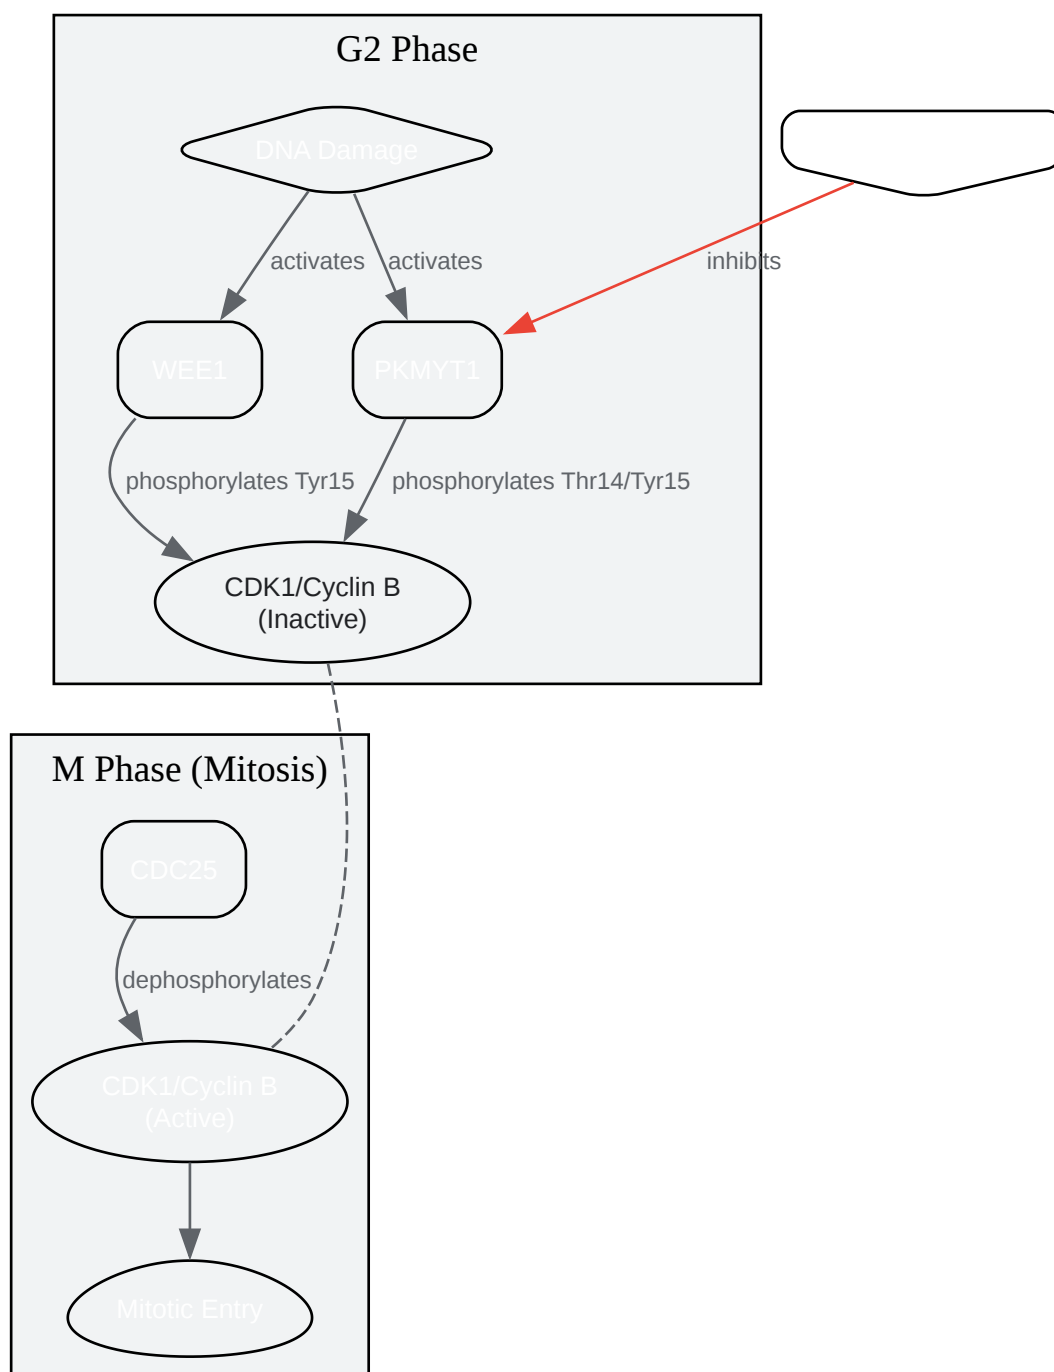 G2 Phase
DNA Damage
activates
activates
inhibits
WEE1
PKMYT1
phosphorylates Tyr15
phosphorylates Thr14/Tyr15
CDK1/Cyclin B
(Inactive)
M Phase (Mitosis)
CDC25
dephosphorylates
CDK1/Cyclin B
(Active)
Mitotic Entry